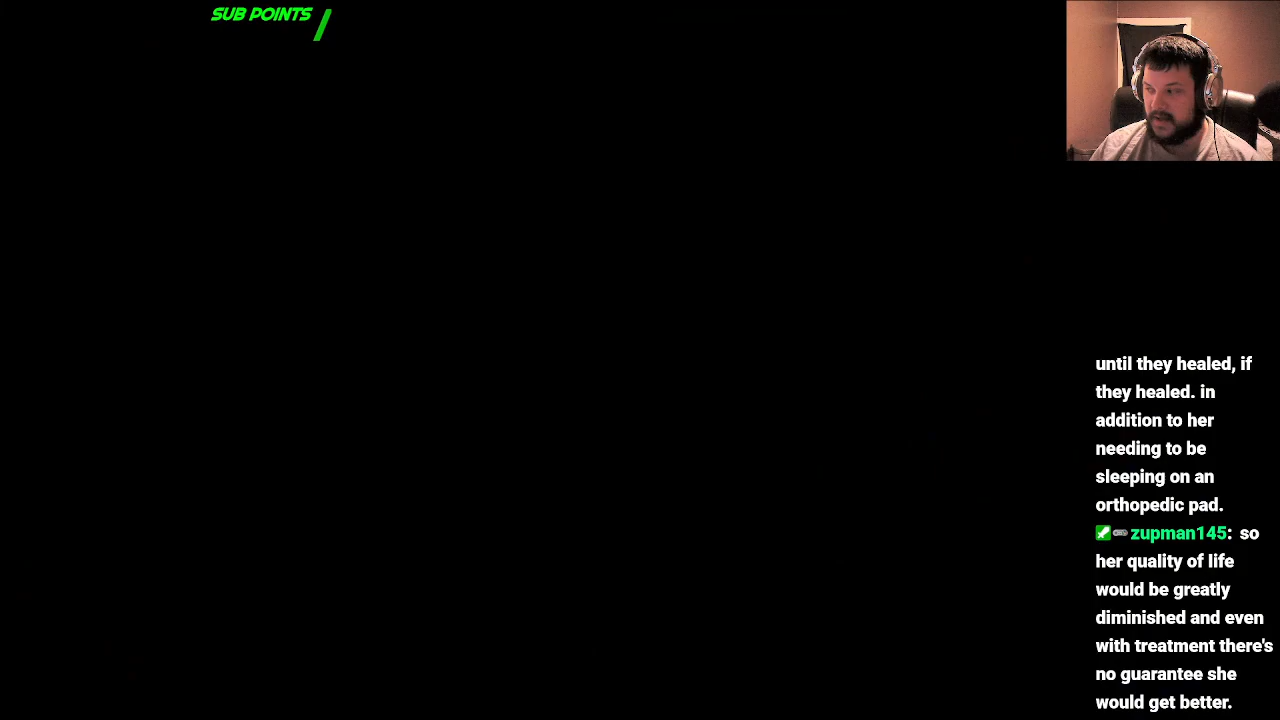 SUB POINTS /
until they healed, if
they healed. in
addition to her
needing to be
sleeping on an
orthopedic pad.
zupman145: so
her quality of life
would be greatly
diminished and even
with treatment there's
no guarantee she
would get better.